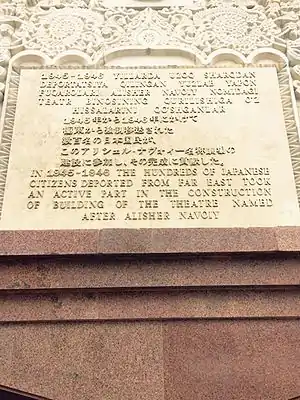 1945-1946 YILLARDA UZOQ SHARQDAN
DEPORTATSIYA QILINGAN YUZLAB YAPON
FUQAROLARI ALISHER NAVOIY NOMIDAGI
TEATR BINOSINING QURILISHIGA O'Z
HISSALARINI QO'SHGANLAR
1945年から1946年にかけて
極東から強制移送された
数百名の日本国民が、
このアリシェル・ナヴォイー名称劇場の
建設に参加し、その完成に貢献した。
IN 1945-1946 THE HUNDREDS OF JAPANESE
CITIZENS DEPORTED FROM FAR EAST TOOK
AN ACTIVE PART IN THE CONSTRUCTION
OF BUILDING OF THE THEATRE NAMED
AFTER ALISHER NAVOIY